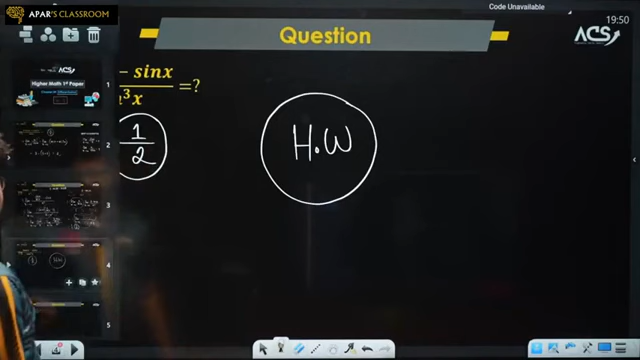 APAR'S CLASSROOM
Code Unavailable
19:50
Question
ACS
Higher Math 1st Paper
− sinx
³x
=?
1
2
H.W
1
2
3
4
5